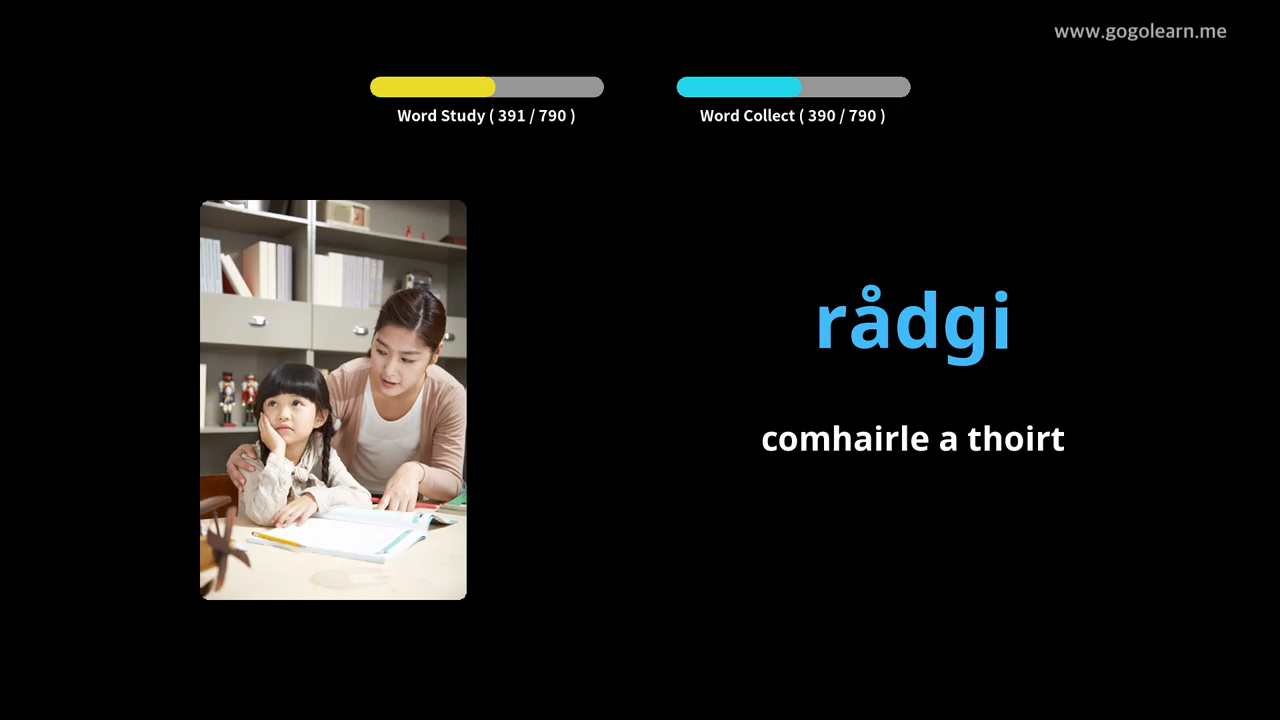 www.gogolearn.me
Word Study ( 391 / 790 )
Word Collect ( 390 / 790 )
rådgi
comhairle a thoirt